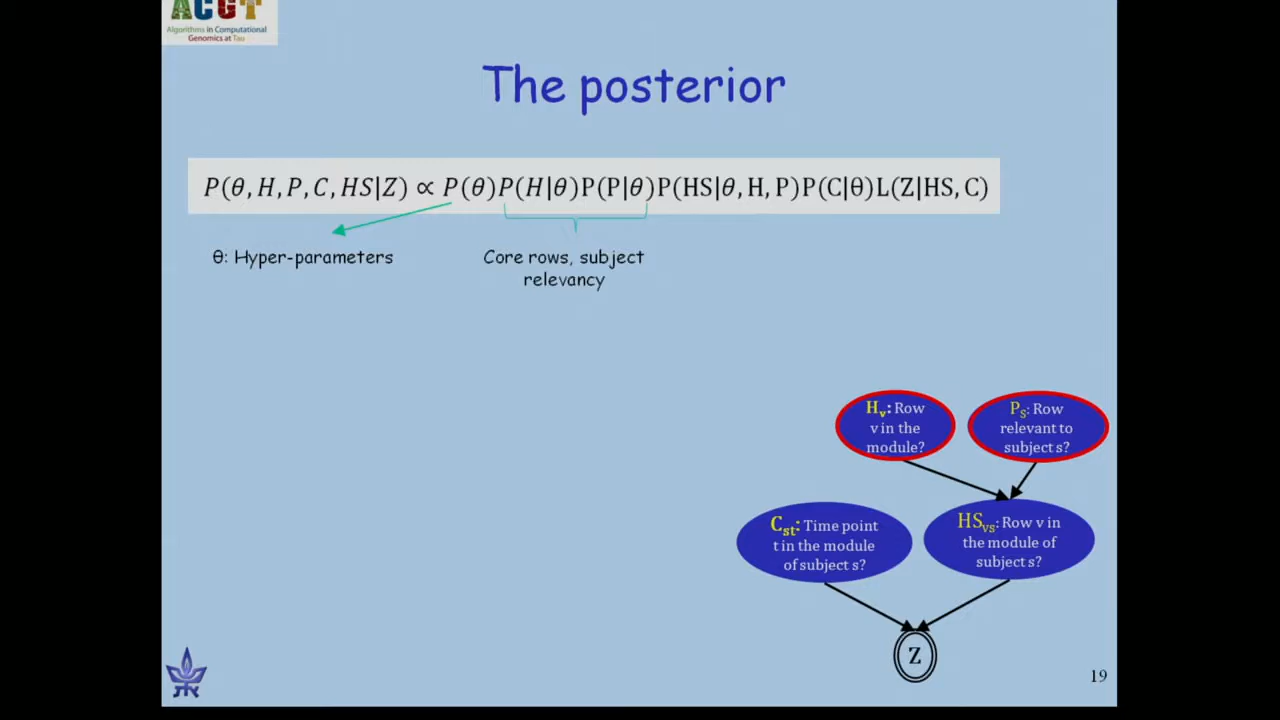 ACGT
Algorithms in Computational
Genomics at Tau
The posterior
P(θ, H, P, C, HS|Z) ∝ P(θ)P(H|θ)P(P|θ)P(HS|θ, H, P)P(C|θ)L(Z|HS, C)
θ: Hyper-parameters
Core rows, subject
relevancy
Hv: Row
v in the
module?
PS: Row
relevant to
subject s?
Cst: Time point
t in the module
of subject s?
HSvs: Row v in
the module of
subject s?
Z
19